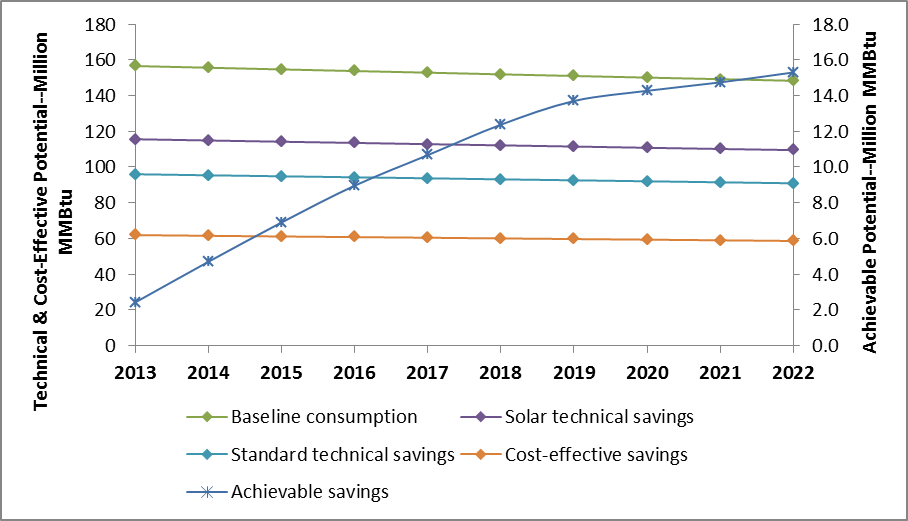 Technical & Cost-Effective Potential--Million
MMBtu
180
160
140
120
100
80
60
40
20
0
18.0
16.0
14.0
12.0
10.0
8.0
6.0
4.0
2.0
0.0
Achievable Potential--Million MMBtu
2013 2014 2015 2016 2017 2018 2019 2020 2021 2022
Baseline consumption Solar technical savings
Standard technical savings Cost-effective savings
Achievable savings